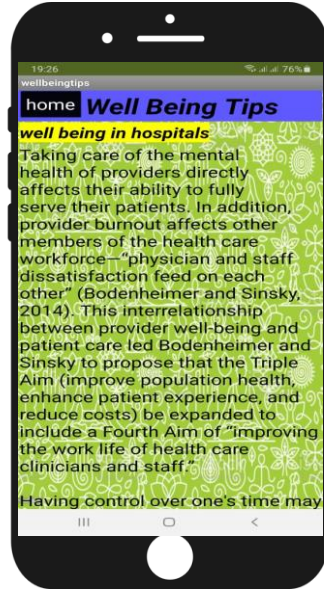 19:26 76%
wellbeingtips
home Well Being Tips
well being in hospitals
Taking care of the mental
health of providers directly
affects their ability to fully
serve their patients. In addition,
provider burnout affects other
members of the health care
workforce—“physician and staff
dissatisfaction feed on each
other” (Bodenheimer and Sinsky,
2014). This interrelationship
between provider well-being and
patient care led Bodenheimer and
Sinsky to propose that the Triple
Aim (improve population health,
enhance patient experience, and
reduce costs) be expanded to
include a Fourth Aim of “improving
the work life of health care
clinicians and staff.”
Having control over one's time may